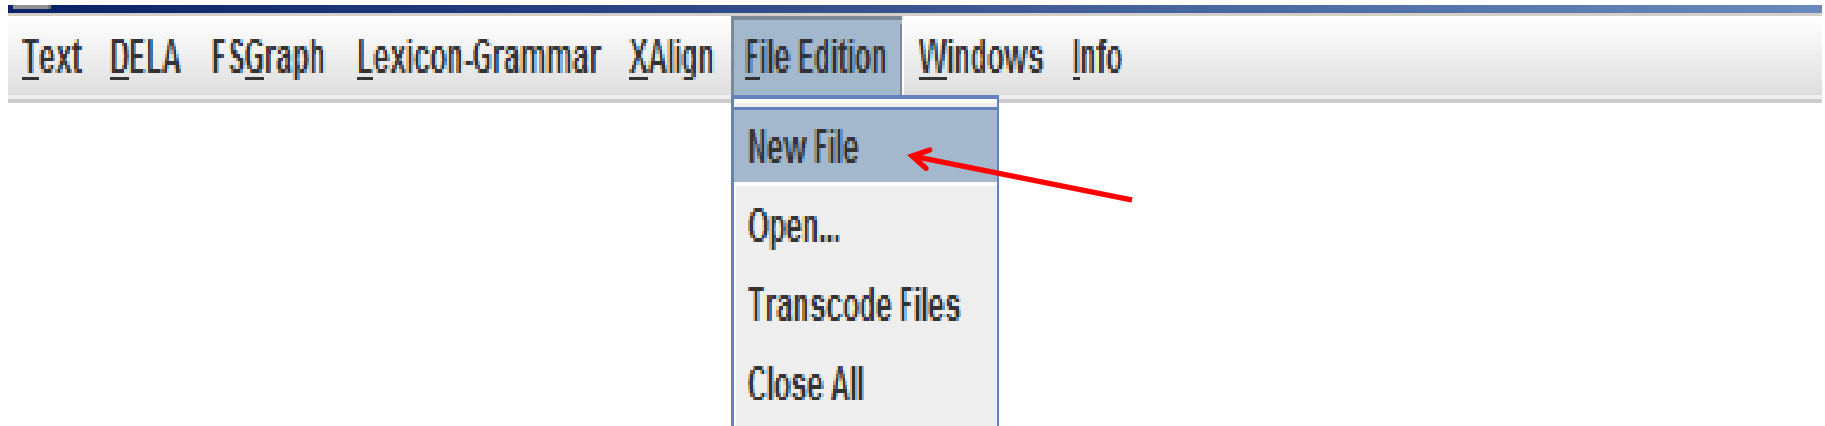 Text DELA FSGraph Lexicon-Grammar XAlign File Edition Windows Info
New File
Open...
Transcode Files
Close All